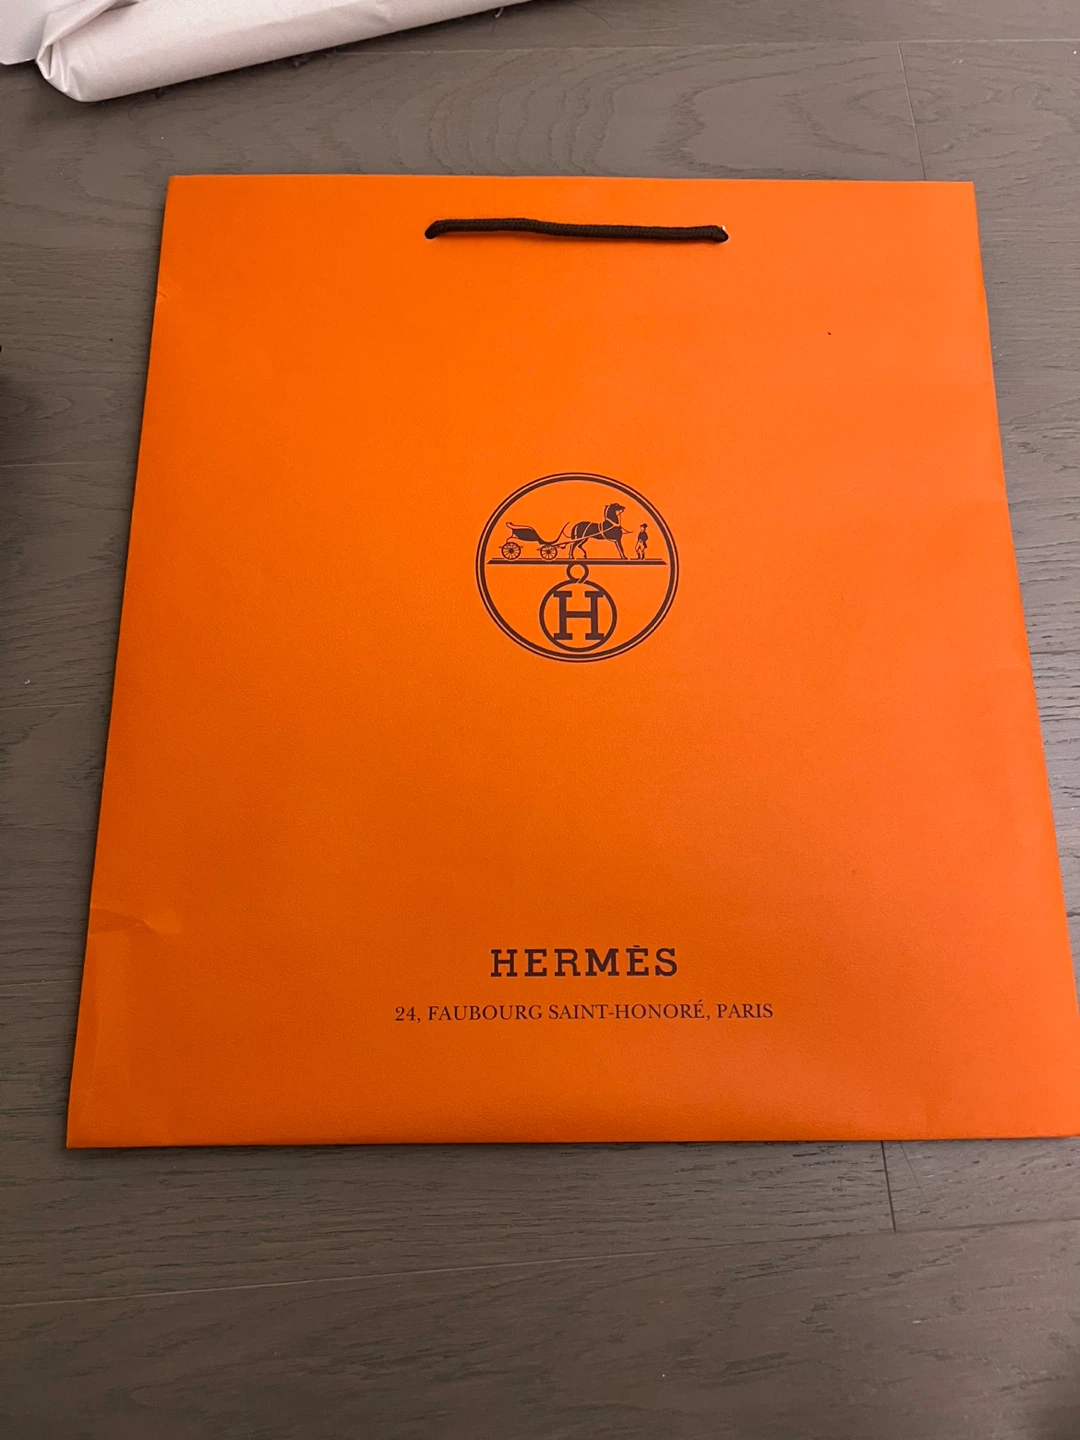 H
HERMÈS
24, FAUBOURG SAINT-HONORÉ, PARIS